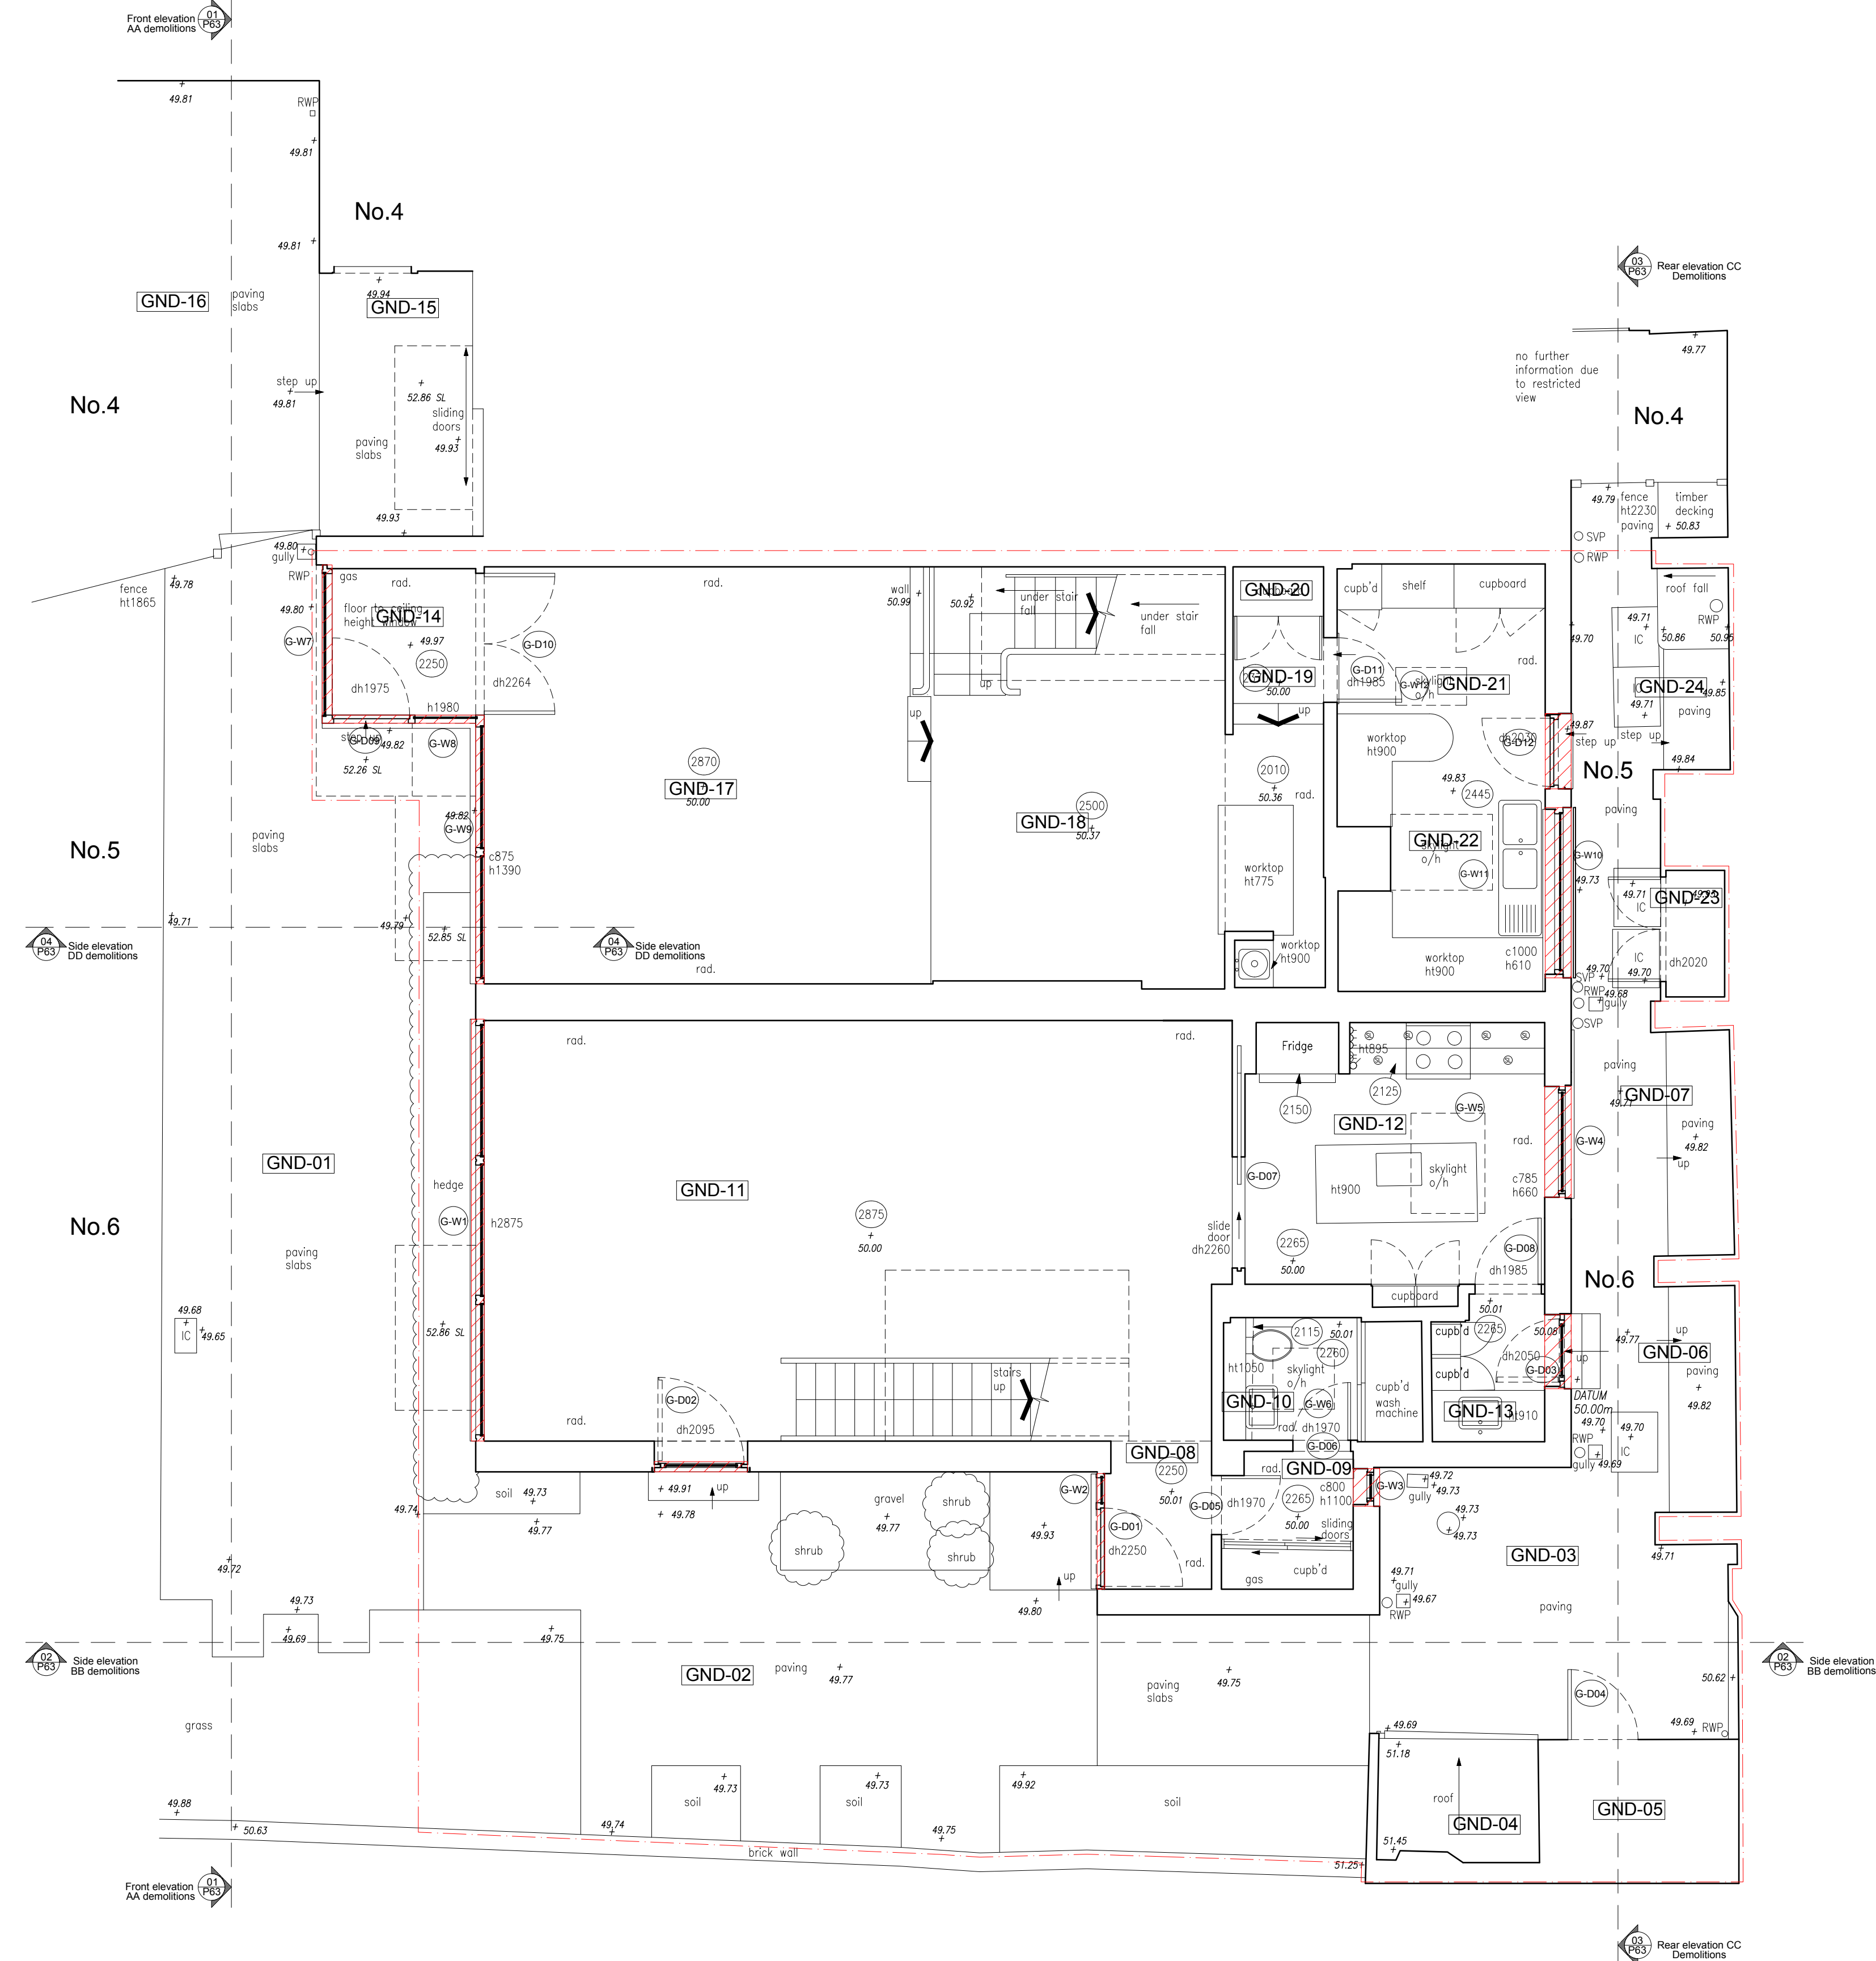 Front elevation
AA demolitions
01
P63
49.81
RWP
49.81
No.4
49.81
03
P63
Rear elevation CC
Demolitions
GND-16
paving
slabs
49.94
GND-15
49.77
no further
information due
to restricted
view
step up
49.81
No.4
52.86 SL
sliding
doors
49.93
paving
slabs
No.4
49.93
49.79
fence
ht2230
paving
timber
decking
50.83
SVP
RWP
49.80
gully
RWP
gas
rad.
rad.
fence
ht1865
49.78
49.80
floor to ceiling
height window
GND-14
49.97
2250
G-W7
G-D10
dh1975
dh2264
h1980
wall
50.99
50.92
under stair
fall
under stair
fall
up
GND-20
cupb'd
shelf
cupboard
roof fall
RWP
49.71
IC
50.86
50.95
49.70
rad.
G-D11
dh1985
GND-19
50.00
up
G-W12
skylight
o/h
GND-21
GND-24
49.85
49.71
paving
G-D09
49.82
G-W8
52.26 SL
up
worktop
ht900
dh2030
G-D12
49.87
step up
step up
49.84
No.5
2870
GND-17
50.00
2010
50.36
rad.
49.83
2445
2500
GND-18
50.37
paving
No.5
paving
slabs
49.82
G-W9
c875
h1390
GND-22
skylight
o/h
G-W11
G-W10
49.73
worktop
ht775
49.71
IC
GND-23
49.71
49.79
52.85 SL
04
P63
Side elevation
DD demolitions
04
P63
Side elevation
DD demolitions
rad.
worktop
ht900
worktop
ht900
c1000
h610
IC
49.70
49.70
dh2020
SVP
RWP
49.68
gully
SVP
rad.
rad.
Fridge
ht895
2150
2125
paving
49.71
GND-07
paving
49.82
up
G-W5
GND-12
G-W4
rad.
GND-01
hedge
GND-11
G-D07
ht900
skylight
o/h
c785
h660
No.6
G-W1
h2875
2875
50.00
slide
door
dh2260
2265
50.00
G-D08
dh1985
paving
slabs
No.6
cupboard
50.01
49.68
IC
49.65
52.86 SL
2115
50.01
2260
cupb'd
2265
50.08
dh2050
49.77
up
GND-06
paving
49.82
ht1050
skylight
o/h
cupb'd
G-D03
up
stairs
up
G-D02
dh2095
rad.
GND-10
G-W6
rad.
dh1970
cupb'd
wash
machine
GND-13
ht910
DATUM
50.00m
49.70
49.70
IC
RWP
gully
49.69
G-D06
GND-08
2250
50.01
rad.
GND-09
c800
h1100
G-W3
49.72
49.73
gully
soil
49.73
49.77
49.74
49.91
49.78
up
gravel
49.77
shrub
shrub
shrub
49.93
G-W2
G-D05
dh1970
2265
50.00
sliding
doors
49.73
49.73
G-D01
dh2250
rad.
gas
cupb'd
up
49.80
GND-03
49.71
49.72
49.71
gully
49.67
RWP
paving
49.73
49.69
49.75
02
P63
Side elevation
BB demolitions
GND-02
paving
49.77
49.75
paving
slabs
50.62
G-D04
02
P63
Side elevation
BB demolitions
grass
49.69
49.69
RWP
51.18
49.88
50.63
49.73
soil
49.73
soil
49.92
soil
roof
GND-04
GND-05
49.74
49.75
brick wall
51.45
51.25
Front elevation
AA demolitions
01
P63
03
P63
Rear elevation CC
Demolitions